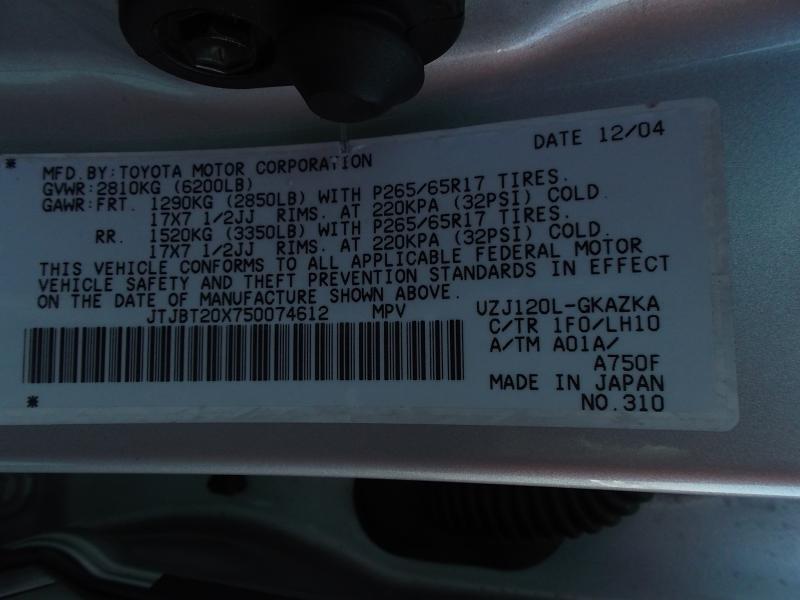 DATE 12/04
MFD.BY:TOYOTA MOTOR CORPORATION
GVWR:2810KG (6200LB)
GAWR:FRT. 1290KG (2850LB) WITH P265/65R17 TIRES.
17X7 1/2JJ RIMS. AT 220KPA (32PSI) COLD.
RR. 1520KG (3350LB) WITH P265/65R17 TIRES.
17X7 1/2JJ RIMS. AT 220KPA (32PSI) COLD.
THIS VEHICLE CONFORMS TO ALL APPLICABLE FEDERAL MOTOR
VEHICLE SAFETY AND THEFT PREVENTION STANDARDS IN EFFECT
ON THE DATE OF MANUFACTURE SHOWN ABOVE.
JTJBT20X750074612 MPV UZJ120L-GKAZKA
C/TR 1F0/LH10
A/TM A01A/
A750F
MADE IN JAPAN
NO.310